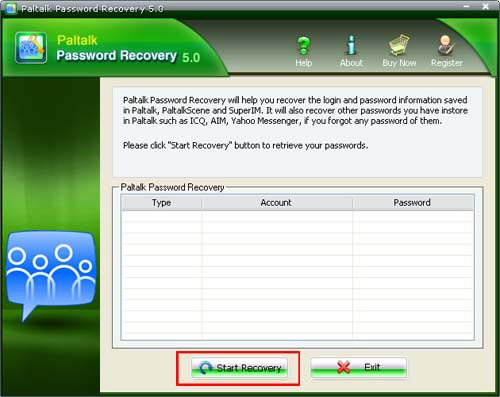 Paltalk Password Recovery 5.0
Paltalk
Password Recovery 5.0
Help
About
Buy Now
Register
Paltalk Password Recovery will help you recover the login and password information saved
in Paltalk, PaltalkScene and SuperIM. It will also recover other passwords you have instore
in Paltalk such as ICQ, AIM, Yahoo Messenger, if you forgot any password of them.
Please click "Start Recovery" button to retrieve your passwords.
Paltalk Password Recovery
Type
Account
Password
Start Recovery
Exit